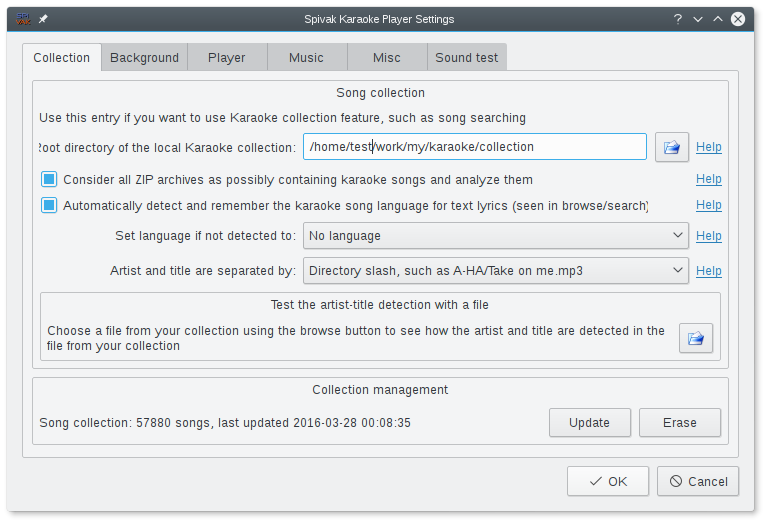 SPI
VAK
Spivak Karaoke Player Settings
?
Collection
Background
Player
Music
Misc
Sound test
Song collection
Use this entry if you want to use Karaoke collection feature, such as song searching
Root directory of the local Karaoke collection:
/home/test/work/my/karaoke/collection
Help
Consider all ZIP archives as possibly containing karaoke songs and analyze them
Help
Automatically detect and remember the karaoke song language for text lyrics (seen in browse/search)
Help
Set language if not detected to:
No language
Help
Artist and title are separated by:
Directory slash, such as A-HA/Take on me.mp3
Help
Test the artist-title detection with a file
Choose a file from your collection using the browse button to see how the artist and title are detected in the
file from your collection
Collection management
Song collection: 57880 songs, last updated 2016-03-28 00:08:35
Update
Erase
OK
Cancel